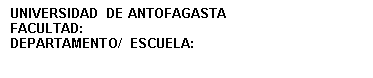 UNIVERSIDAD DE ANTOFAGASTA
FACULTAD:
DEPARTAMENTO/ ESCUELA: